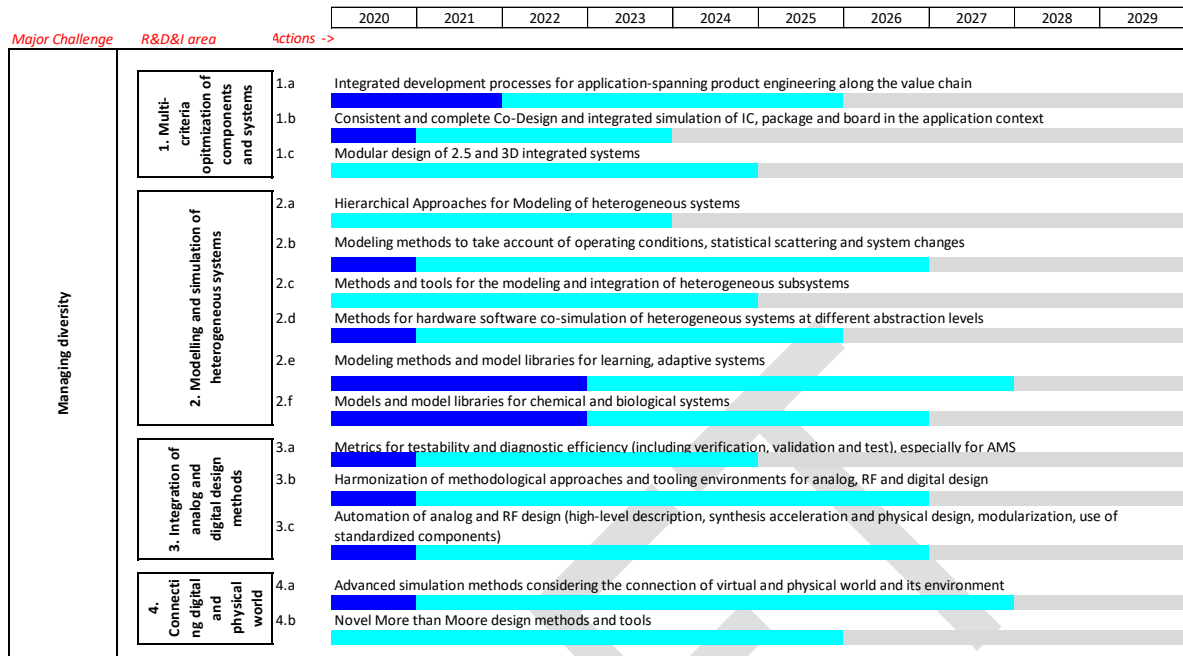 2020 2021 2022 2023 2024 2025 2026 2027 2028 2029
Major Challenge R&D&I area Actions ->
Managing diversity
1. Multi-
criteria
opitmization of
components
and systems
1.a Integrated development processes for application-spanning product engineering along the value chain
1.b Consistent and complete Co-Design and integrated simulation of IC, package and board in the application context
1.c Modular design of 2.5 and 3D integrated systems
2. Modelling and simulation of
heterogeneous systems
2.a Hierarchical Approaches for Modeling of heterogeneous systems
2.b Modeling methods to take account of operating conditions, statistical scattering and system changes
2.c Methods and tools for the modeling and integration of heterogeneous subsystems
2.d Methods for hardware software co-simulation of heterogeneous systems at different abstraction levels
2.e Modeling methods and model libraries for learning, adaptive systems
2.f Models and model libraries for chemical and biological systems
3. Integration of
analog and
digital design
methods
3.a Metrics for testability and diagnostic efficiency (including verification, validation and test), especially for AMS
3.b Harmonization of methodological approaches and tooling environments for analog, RF and digital design
3.c Automation of analog and RF design (high-level description, synthesis acceleration and physical design, modularization, use of
standardized components)
4.
Connecti
ng digital
and
physical
world
4.a Advanced simulation methods considering the connection of virtual and physical world and its environment
4.b Novel More than Moore design methods and tools